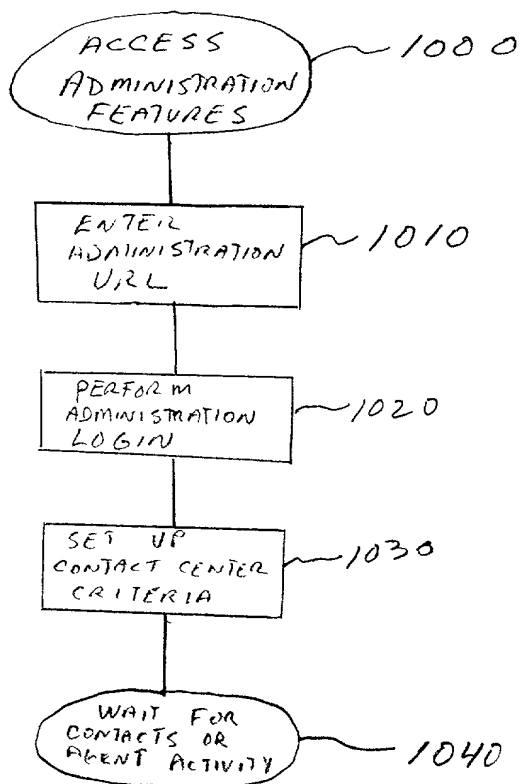 ACCESS
ADMINISTRATION
FEATURES
1000
ENTER
ADMINISTRATION
URL
1010
PERFORM
ADMINISTRATION
LOGIN
1020
SET UP
CONTACT CENTER
CRITERIA
1030
WAIT FOR
CONTACTS OR
AGENT ACTIVITY
1040